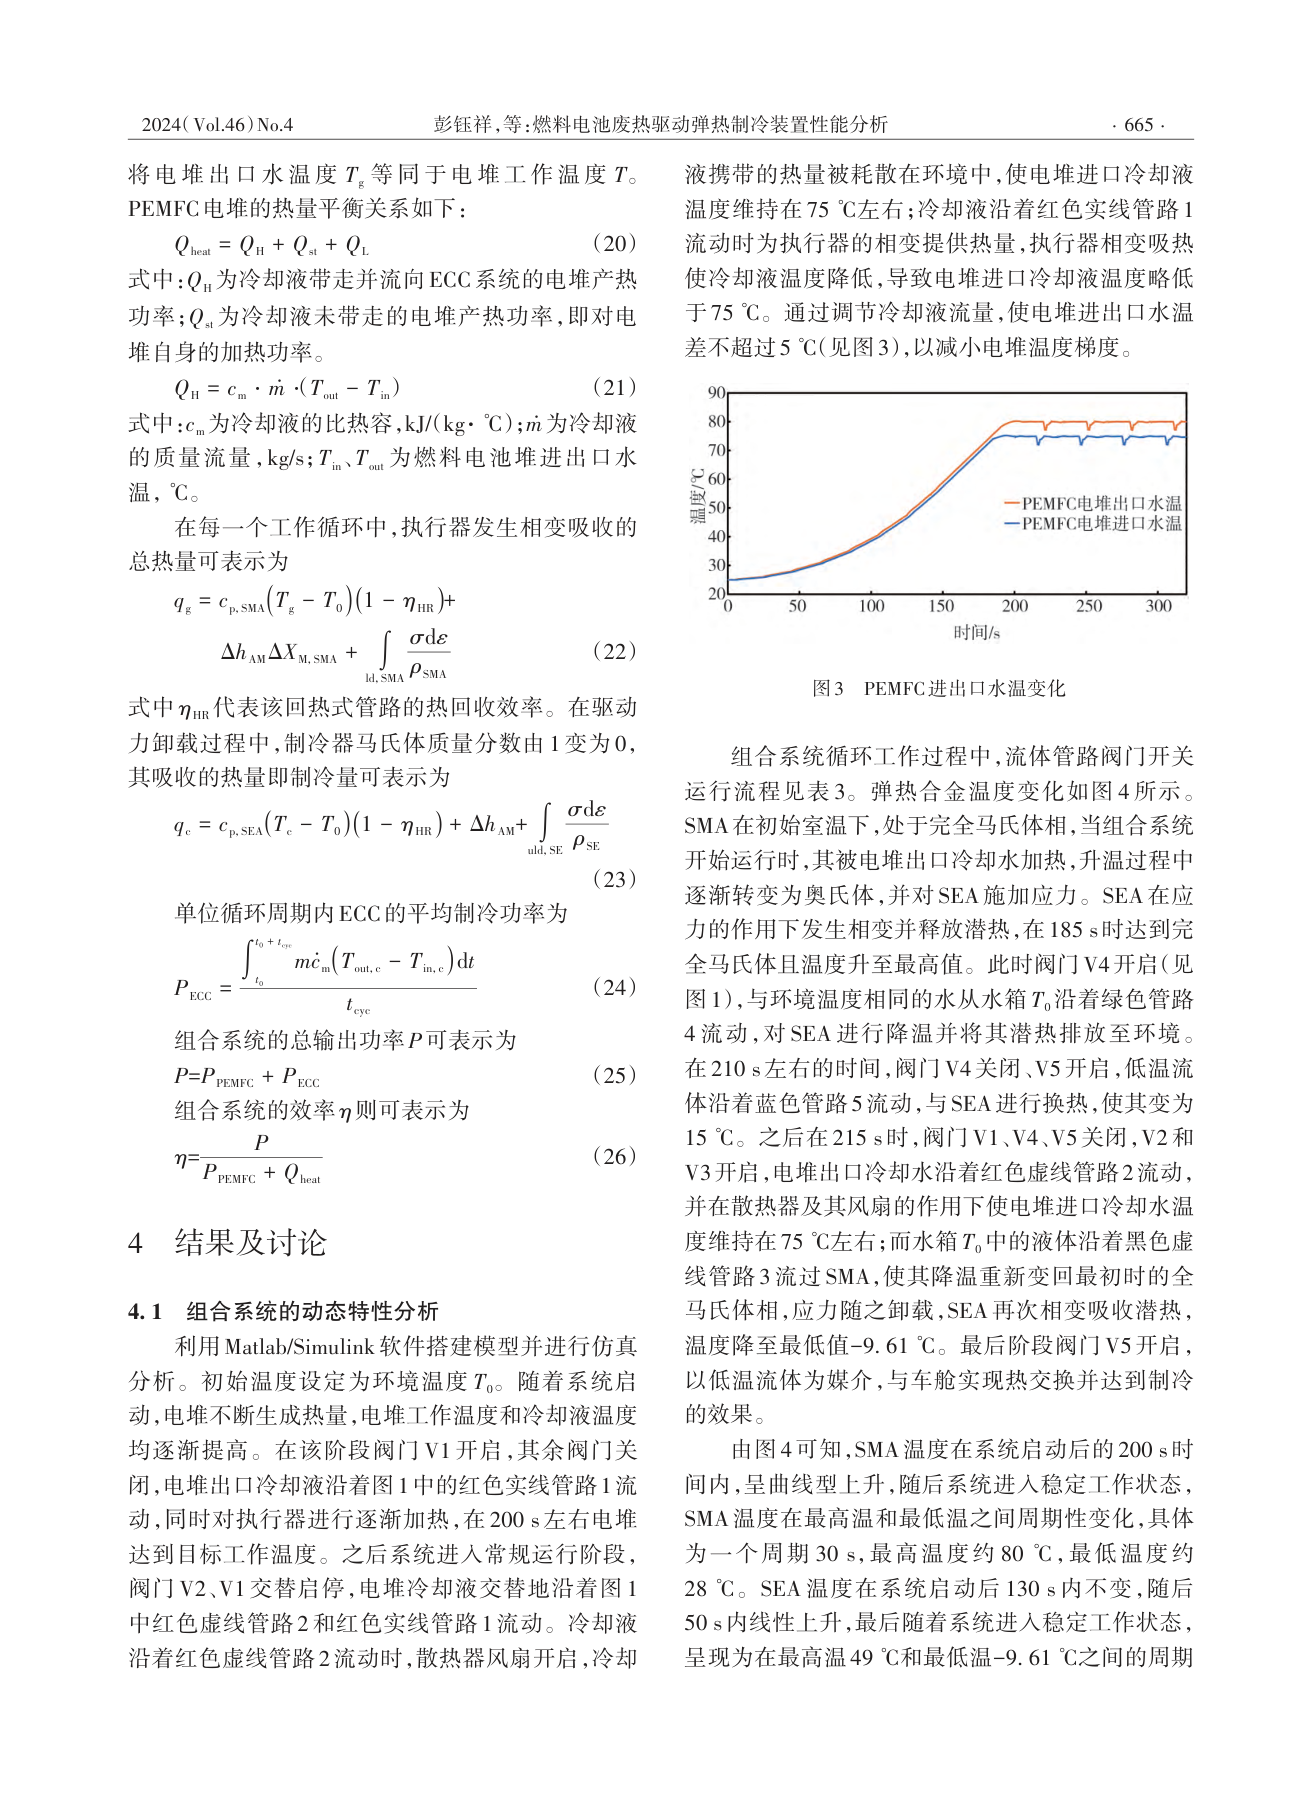 2024(Vol.46)No.4
彭钰祥,等:燃料电池废热驱动弹热制冷装置性能分析
· 665 ·
将电堆出口水温度 Tg 等同于电堆工作温度 T。
PEMFC电堆的热量平衡关系如下:
Qheat = QH + Qst + QL (20)
式中:QH为冷却液带走并流向ECC系统的电堆产热
功率;Qst为冷却液未带走的电堆产热功率,即对电
堆自身的加热功率。
QH = cm · ṁ ·(Tout − Tin) (21)
式中:cm为冷却液的比热容,kJ/(kg· ℃);ṁ为冷却液
的质量流量,kg/s;Tin、Tout为燃料电池堆进出口水
温, ℃。
在每一个工作循环中,执行器发生相变吸收的
总热量可表示为
qg = cp,SMA(Tg − T0)(1 − ηHR)+
ΔhAMΔXM,SMA + ∫ld,SMA σdε/ρSMA (22)
式中ηHR代表该回热式管路的热回收效率。在驱动
力卸载过程中,制冷器马氏体质量分数由1变为0,
其吸收的热量即制冷量可表示为
qc = cp,SEA(Tc − T0)(1 − ηHR) + ΔhAM+ ∫uld,SE σdε/ρSE
(23)
单位循环周期内ECC的平均制冷功率为
PECC = ∫t0^(t0 + tcyc) mċm(Tout,c − Tin,c)dt / tcyc (24)
组合系统的总输出功率P可表示为
P=PPEMFC + PECC (25)
组合系统的效率η则可表示为
η= P / (PPEMFC + Qheat) (26)
4 结果及讨论
4.1 组合系统的动态特性分析
利用Matlab/Simulink软件搭建模型并进行仿真
分析。初始温度设定为环境温度T0。随着系统启
动,电堆不断生成热量,电堆工作温度和冷却液温度
均逐渐提高。在该阶段阀门V1开启,其余阀门关
闭,电堆出口冷却液沿着图1中的红色实线管路1流
动,同时对执行器进行逐渐加热,在200 s左右电堆
达到目标工作温度。之后系统进入常规运行阶段,
阀门V2、V1交替启停,电堆冷却液交替地沿着图1
中红色虚线管路2和红色实线管路1流动。冷却液
沿着红色虚线管路2流动时,散热器风扇开启,冷却
液携带的热量被耗散在环境中,使电堆进口冷却液
温度维持在75 ℃左右;冷却液沿着红色实线管路1
流动时为执行器的相变提供热量,执行器相变吸热
使冷却液温度降低,导致电堆进口冷却液温度略低
于75 ℃。通过调节冷却液流量,使电堆进出口水温
差不超过5 ℃(见图3),以减小电堆温度梯度。
90
80
70
60
50
40
30
20
温度/℃
PEMFC电堆出口水温
PEMFC电堆进口水温
0 50 100 150 200 250 300
时间/s
图3 PEMFC进出口水温变化
组合系统循环工作过程中,流体管路阀门开关
运行流程见表3。弹热合金温度变化如图4所示。
SMA在初始室温下,处于完全马氏体相,当组合系统
开始运行时,其被电堆出口冷却水加热,升温过程中
逐渐转变为奥氏体,并对SEA施加应力。SEA在应
力的作用下发生相变并释放潜热,在185 s时达到完
全马氏体且温度升至最高值。此时阀门V4开启(见
图1),与环境温度相同的水从水箱T0沿着绿色管路
4流动,对SEA进行降温并将其潜热排放至环境。
在210 s左右的时间,阀门V4关闭、V5开启,低温流
体沿着蓝色管路5流动,与SEA进行换热,使其变为
15 ℃。之后在215 s时,阀门V1、V4、V5关闭,V2和
V3开启,电堆出口冷却水沿着红色虚线管路2流动,
并在散热器及其风扇的作用下使电堆进口冷却水温
度维持在75 ℃左右;而水箱T0中的液体沿着黑色虚
线管路3流过SMA,使其降温重新变回最初时的全
马氏体相,应力随之卸载,SEA再次相变吸收潜热,
温度降至最低值-9.61 ℃。最后阶段阀门V5开启,
以低温流体为媒介,与车舱实现热交换并达到制冷
的效果。
由图4可知,SMA温度在系统启动后的200 s时
间内,呈曲线型上升,随后系统进入稳定工作状态,
SMA温度在最高温和最低温之间周期性变化,具体
为一个周期30 s,最高温度约80 ℃,最低温度约
28 ℃。SEA温度在系统启动后130 s内不变,随后
50 s内线性上升,最后随着系统进入稳定工作状态,
呈现为在最高温49 ℃和最低温-9.61 ℃之间的周期